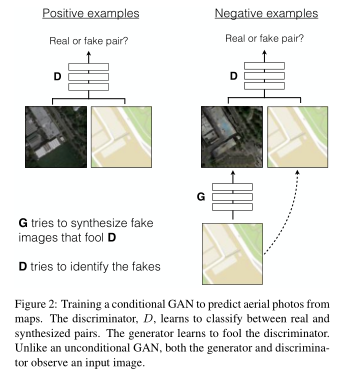 Positive examples
Negative examples
Real or fake pair?
Real or fake pair?
D
D
G
G tries to synthesize fake
images that fool D
D tries to identify the fakes
Figure 2: Training a conditional GAN to predict aerial photos from
maps. The discriminator, D, learns to classify between real and
synthesized pairs. The generator learns to fool the discriminator.
Unlike an unconditional GAN, both the generator and discrimina-
tor observe an input image.